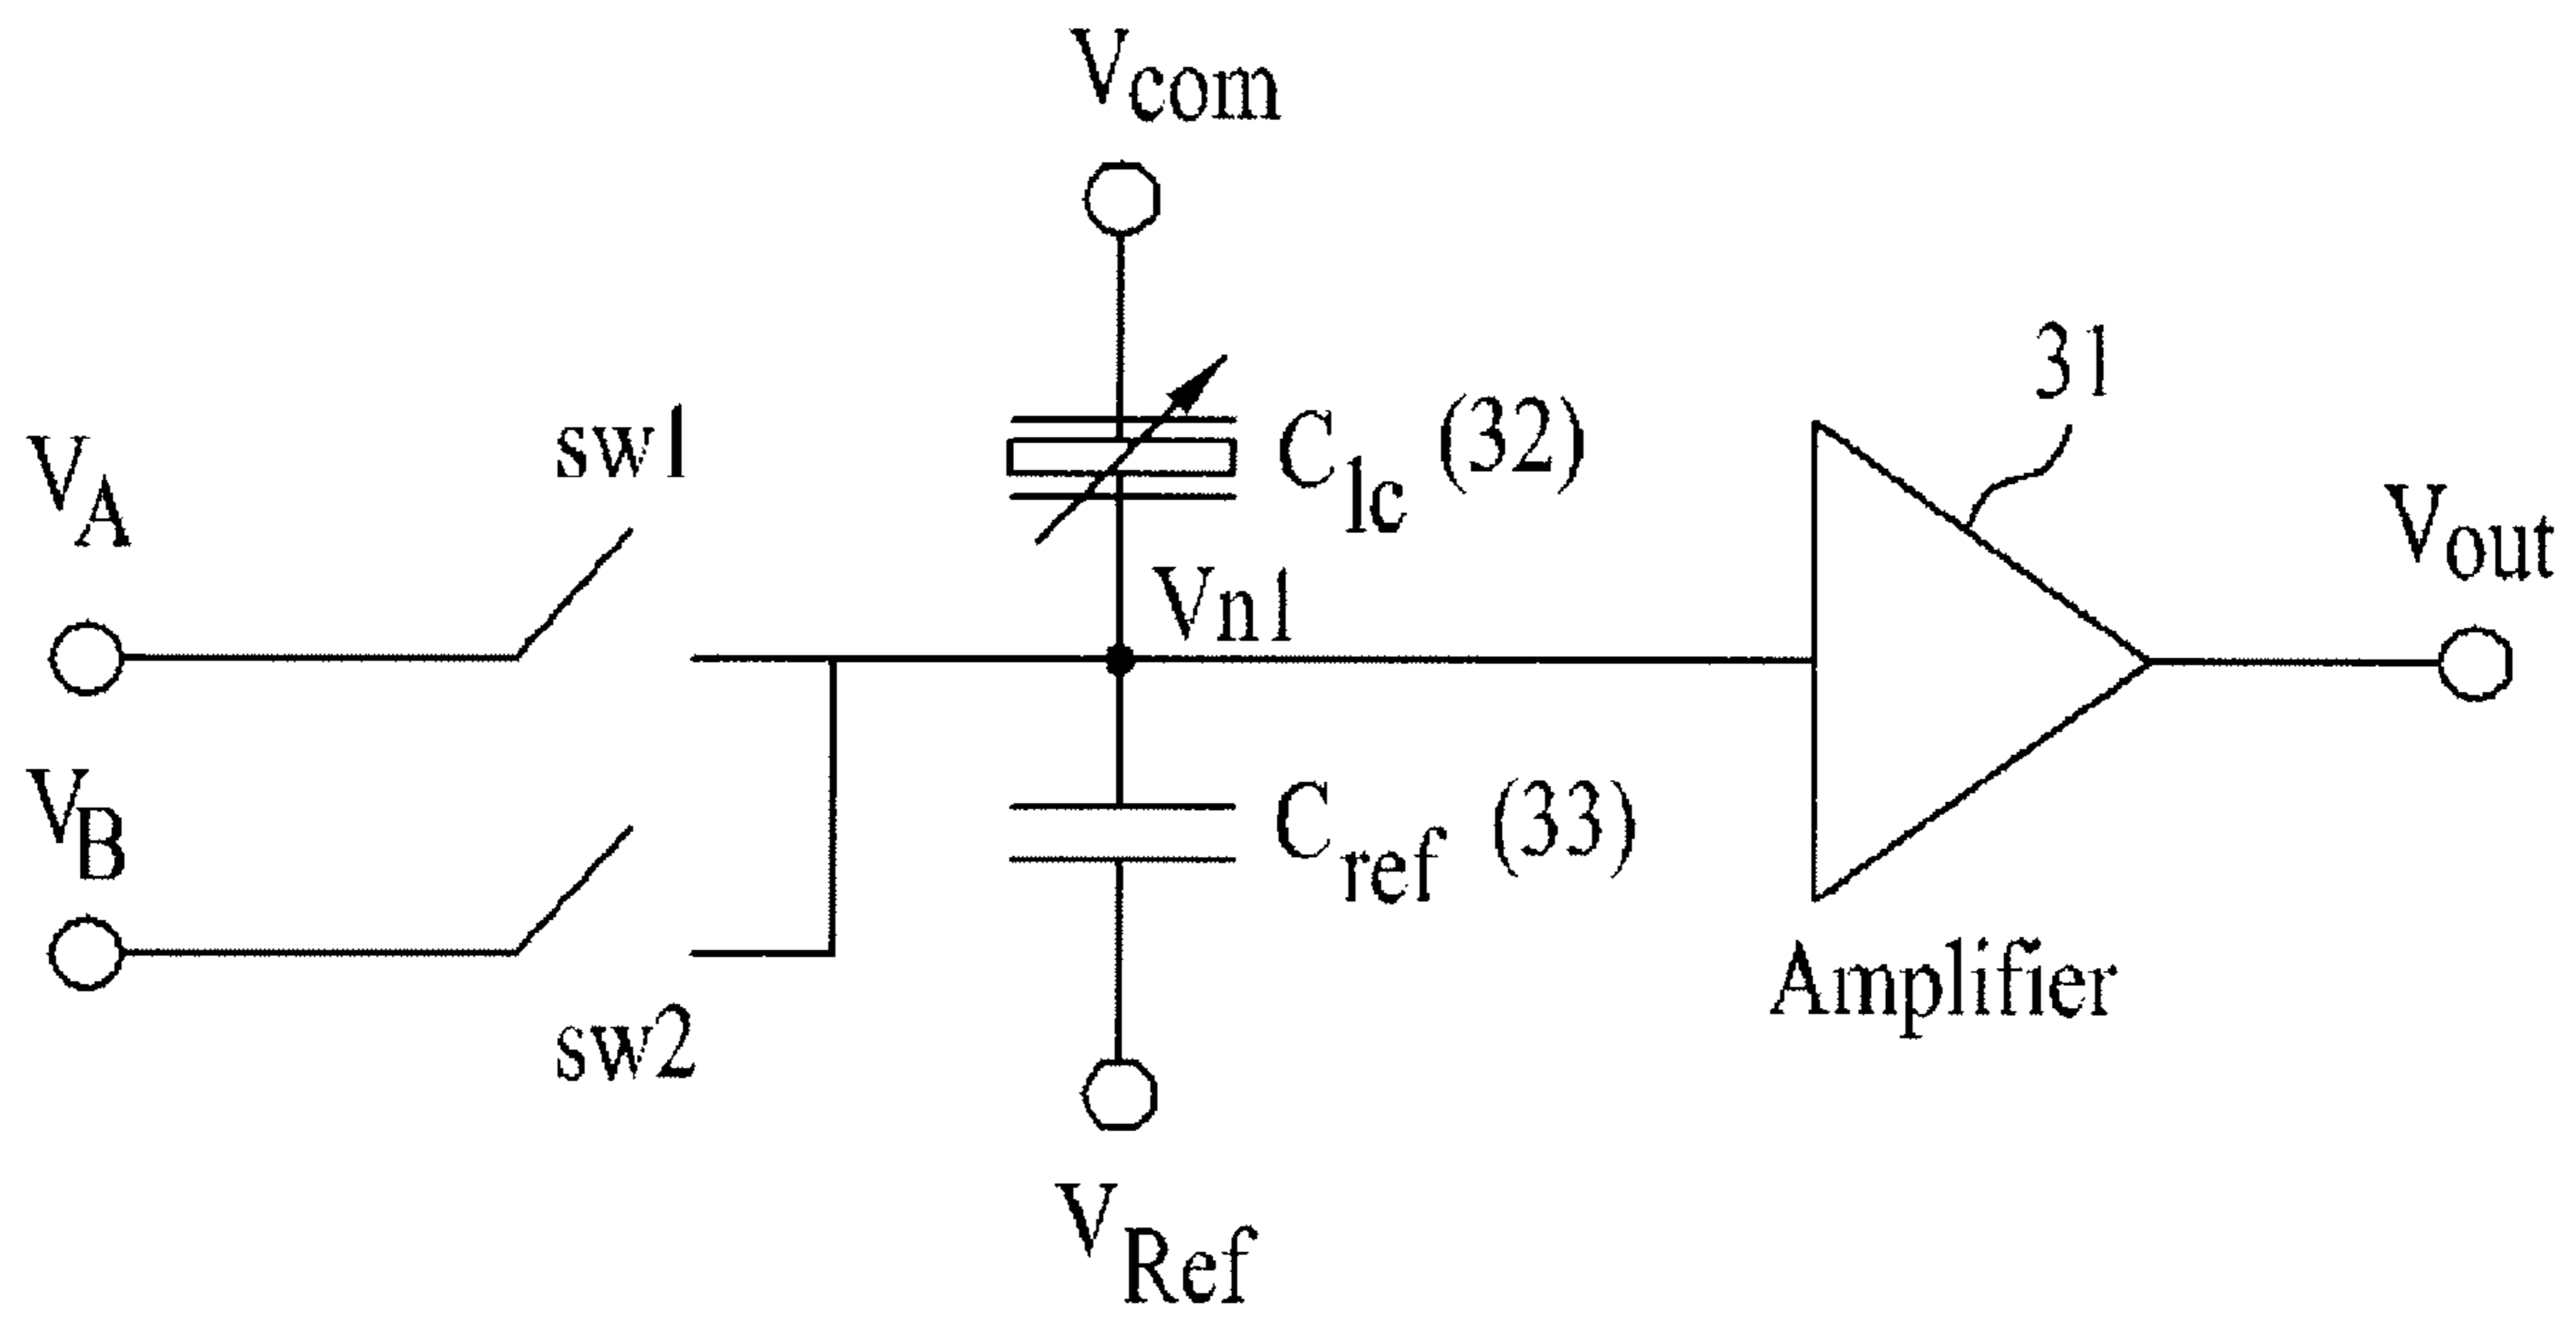 Vcom
31
sw1
Clc (32)
VA
Vout
Vn1
VB
Cref (33)
Amplifier
sw2
VRef